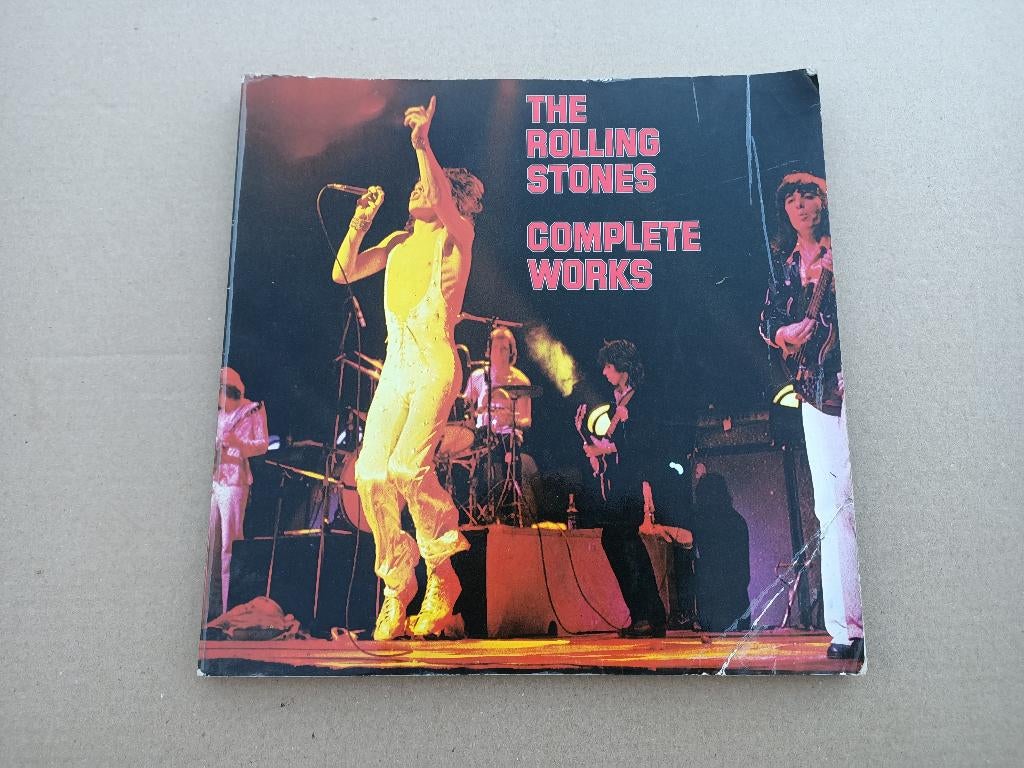 THE
ROLLING
STONES
COMPLETE
WORKS